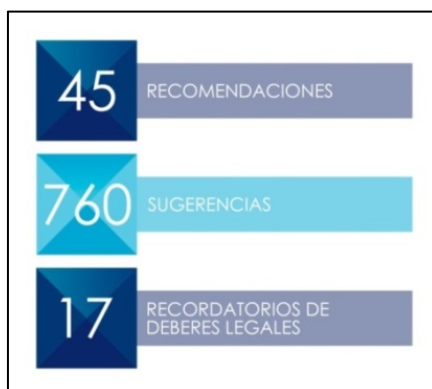 45 RECOMENDACIONES
760 SUGERENCIAS
17 RECORDATORIOS DE
DEBERES LEGALES